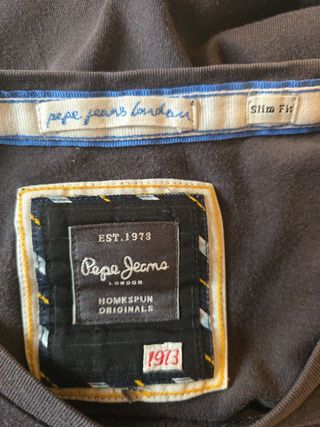 pepe jeans london
Slim Fit
EST.1973
Pepe Jeans
LONDON
HOMESPUN
ORIGINALS
1973